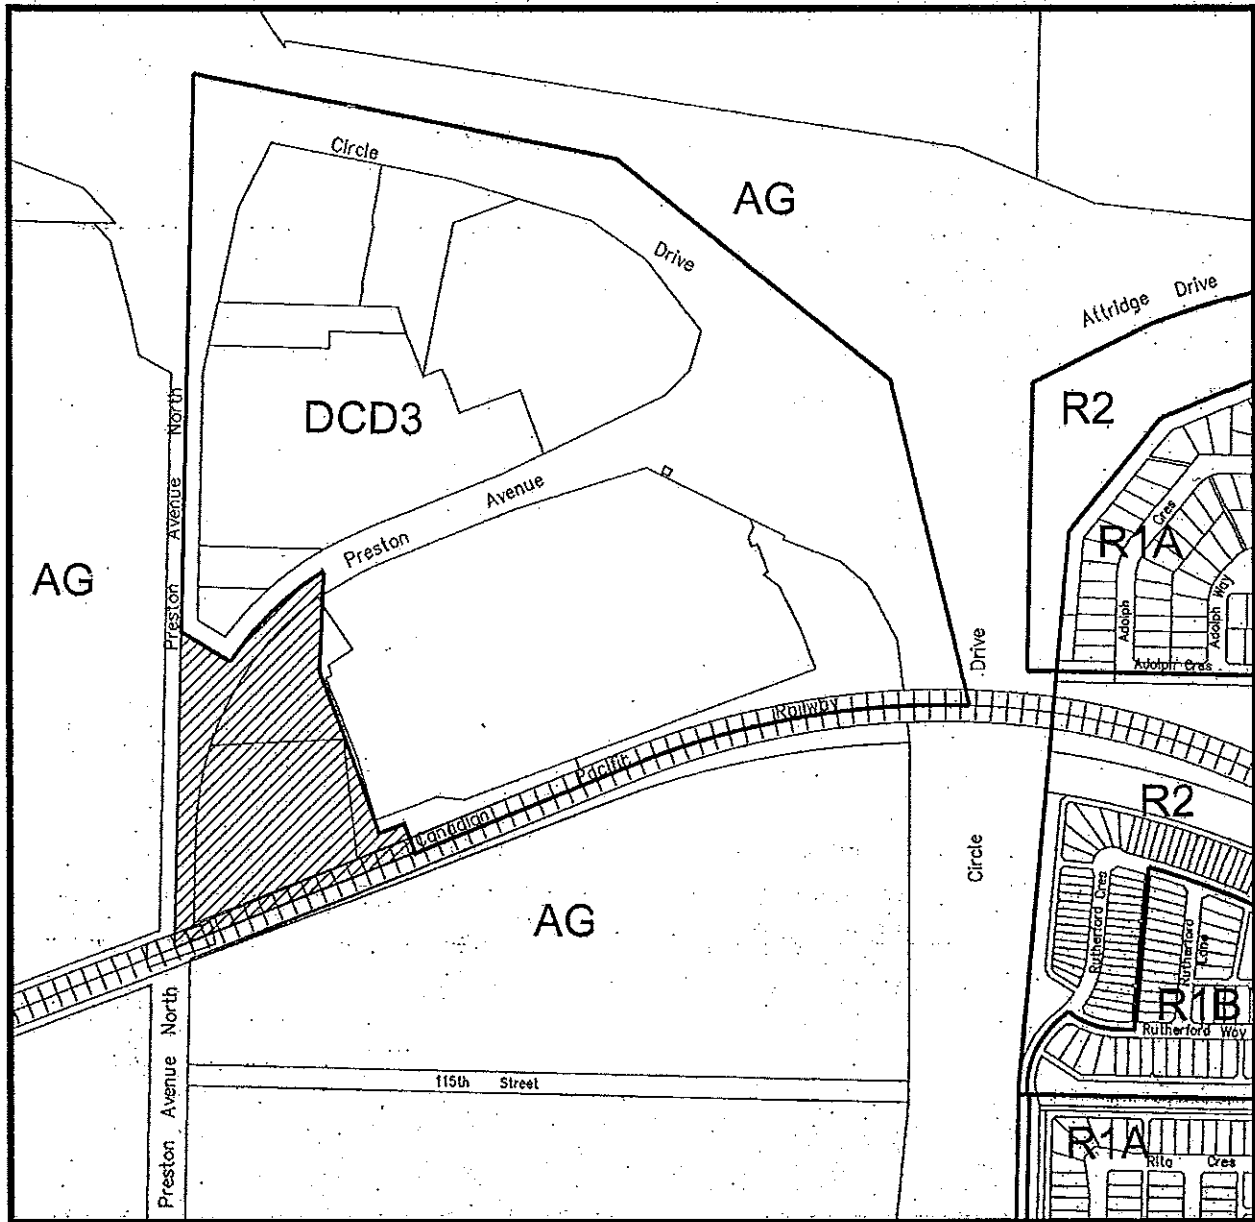 Circle
Drive
AG
Attridge Drive
R2
DCD3
Preston Avenue North
Preston Avenue
AG
R1A
Cres
Adolph
Adolph Way
Adolph Cres
Drive
Canadian Pacific Railway
R2
Circle
AG
Rutherford Cres
Rutherford Lane
R1B
Rutherford Way
Preston Avenue North
115th Street
R1A
Rita Cres